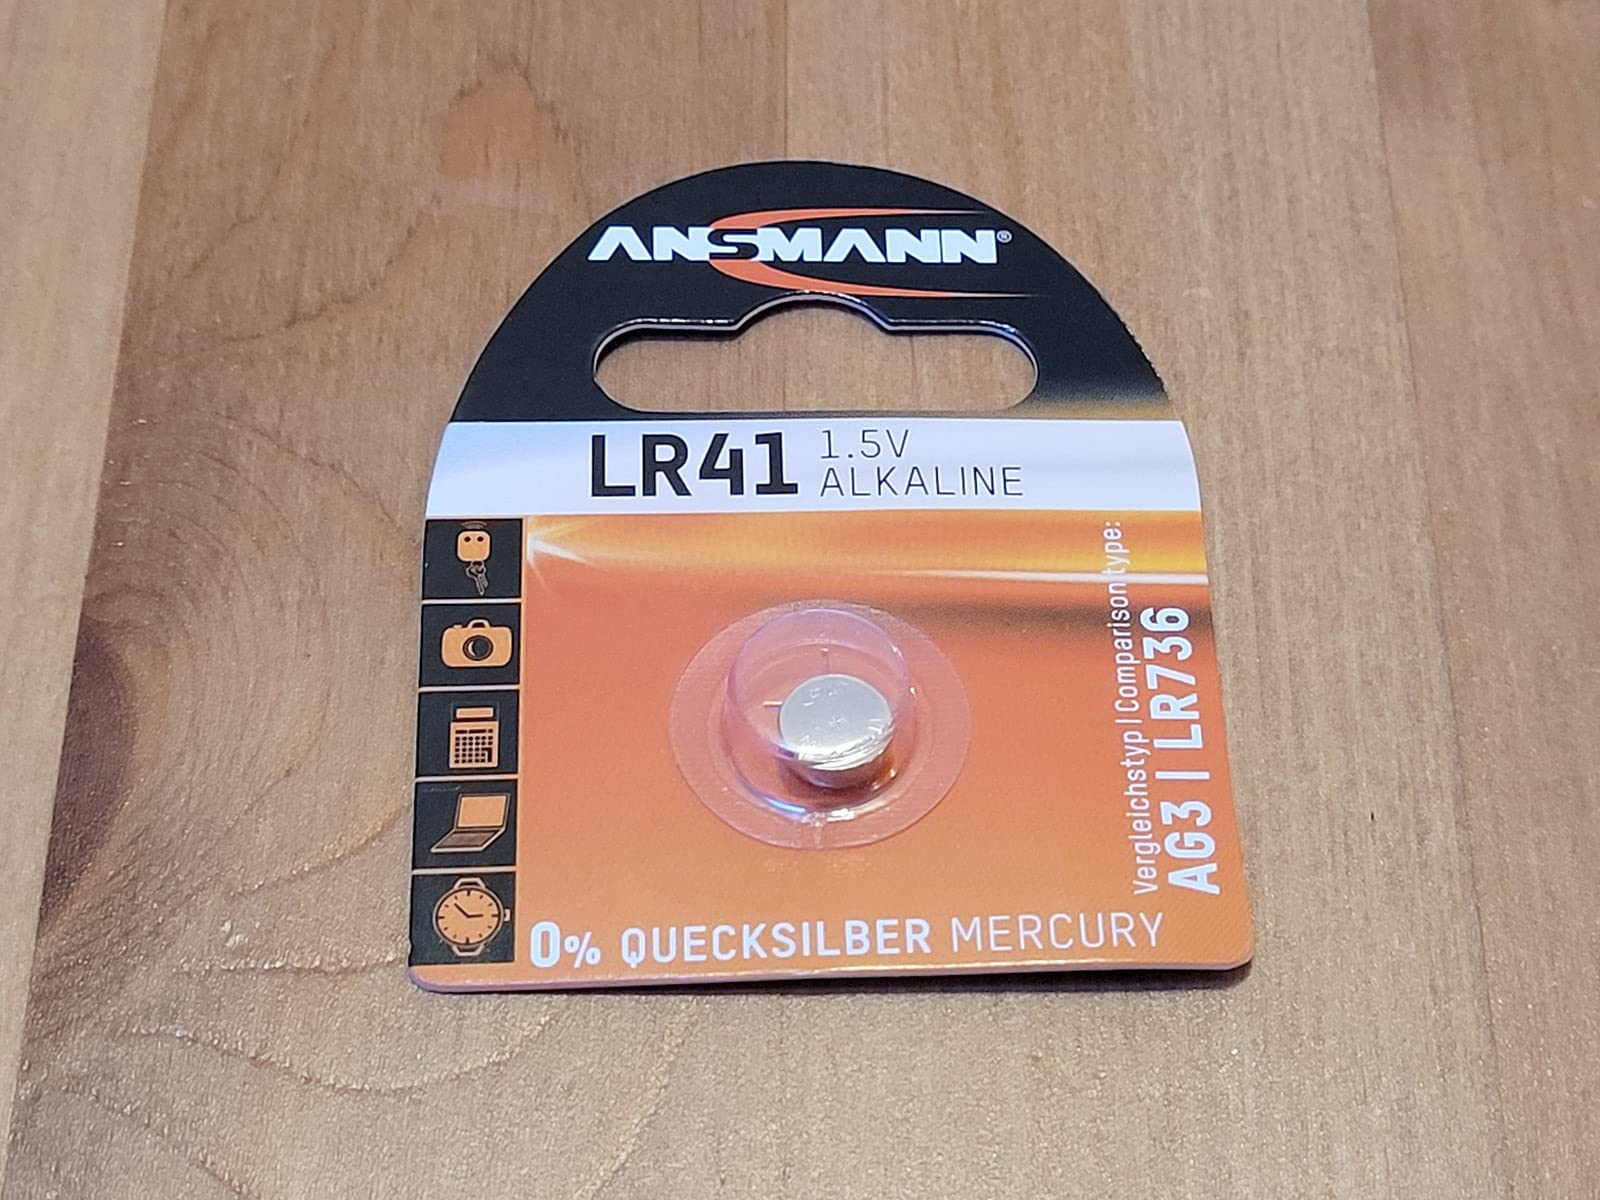 ANSMANN®
LR41
1.5V
ALKALINE
Vergleichstyp | Comparison type:
AG3 | LR736
0% QUECKSILBER MERCURY